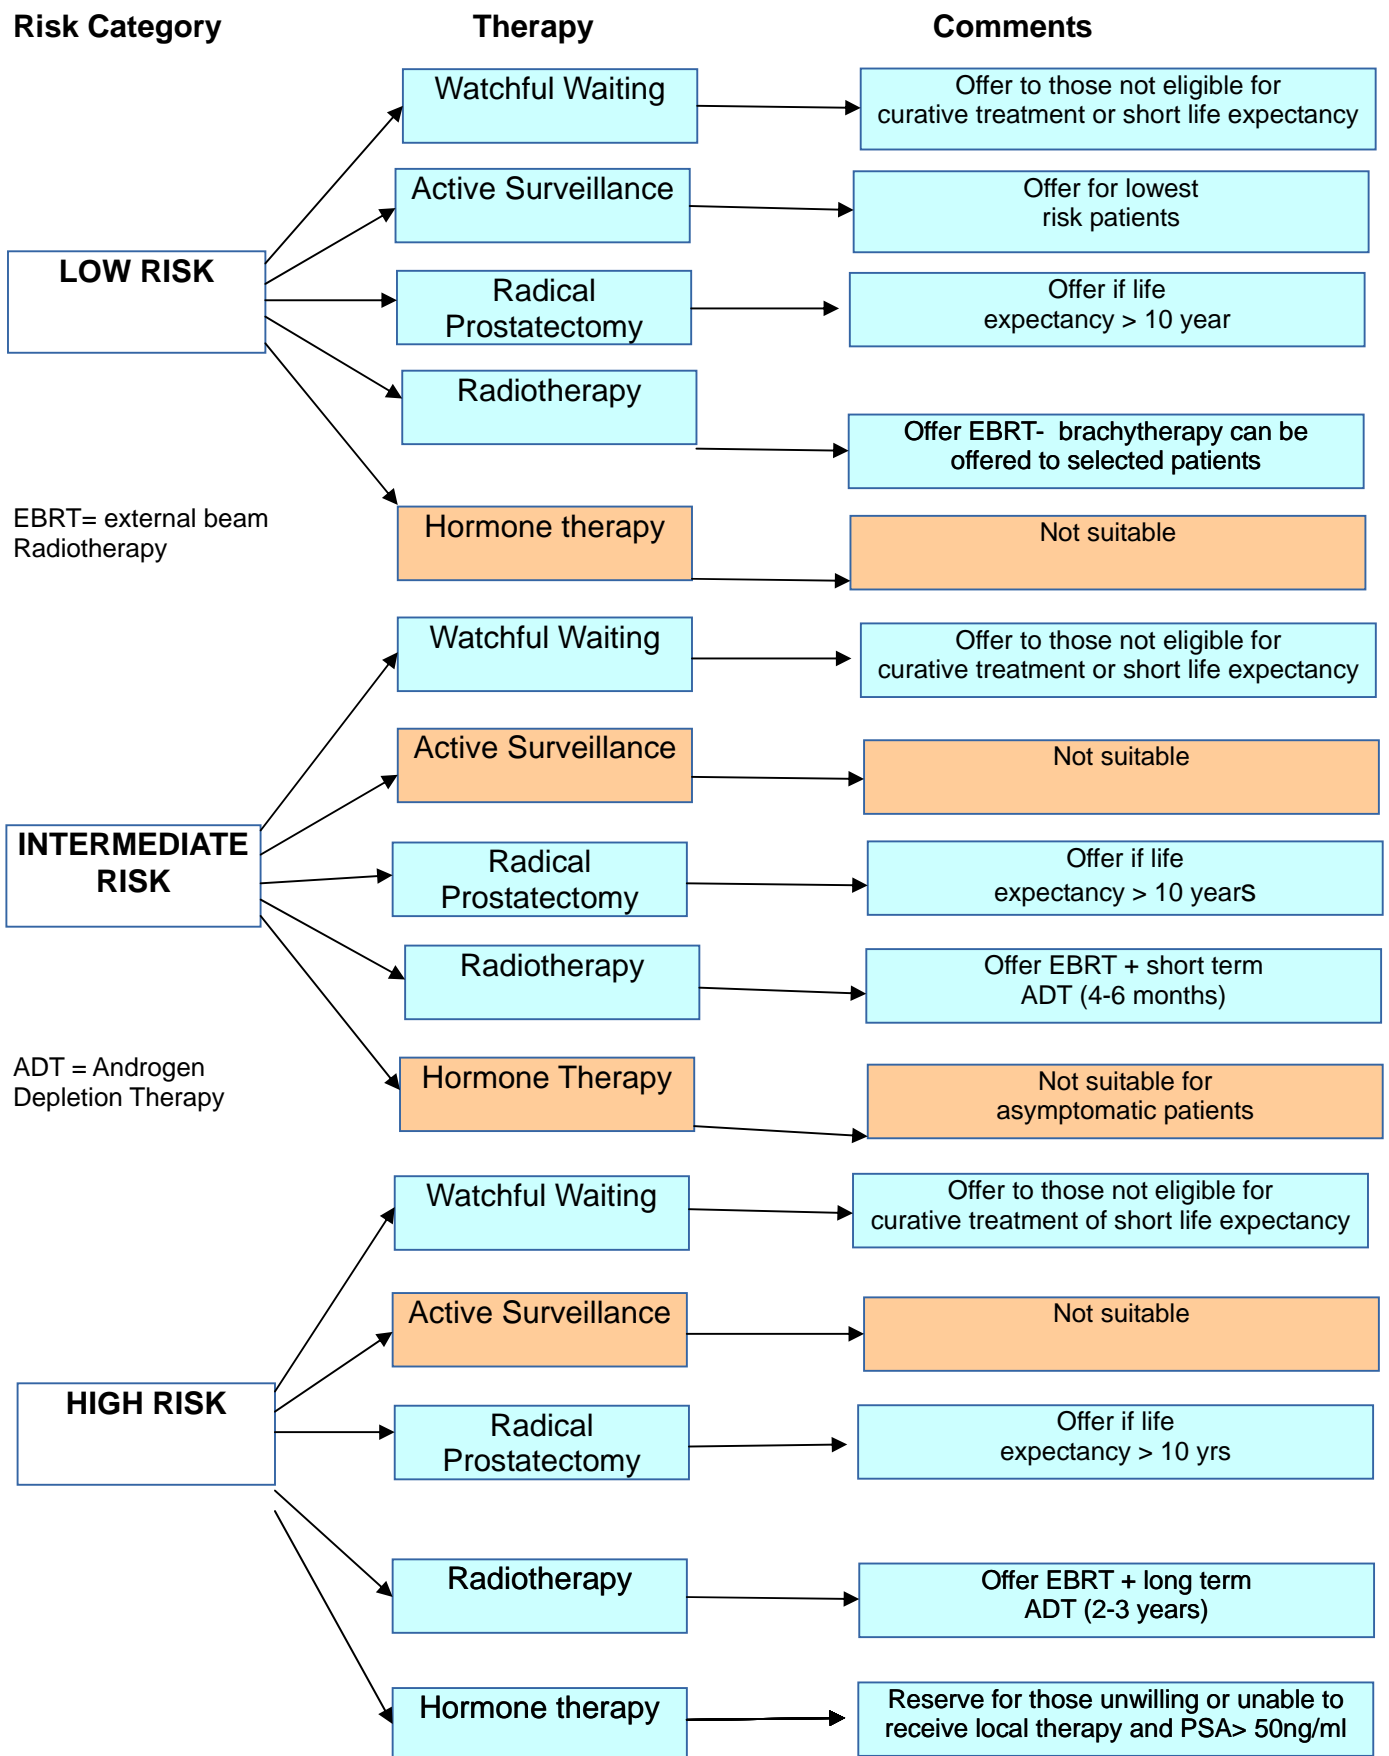 Risk Category Therapy Comments
Watchful Waiting
Offer to those not eligible for
curative treatment or short life expectancy
Active Surveillance
Offer for lowest
risk patients
LOW RISK
Radical
Prostatectomy
Offer if life
expectancy > 10 year
Radiotherapy
Offer EBRT- brachytherapy can be
offered to selected patients
EBRT= external beam
Radiotherapy
Hormone therapy
Not suitable
Watchful Waiting
Offer to those not eligible for
curative treatment or short life expectancy
Active Surveillance
Not suitable
INTERMEDIATE
RISK
Radical
Prostatectomy
Offer if life
expectancy > 10 years
Radiotherapy
Offer EBRT + short term
ADT (4-6 months)
ADT = Androgen
Depletion Therapy
Hormone Therapy
Not suitable for
asymptomatic patients
Watchful Waiting
Offer to those not eligible for
curative treatment of short life expectancy
Active Surveillance
Not suitable
HIGH RISK
Radical
Prostatectomy
Offer if life
expectancy > 10 yrs
Radiotherapy
Offer EBRT + long term
ADT (2-3 years)
Hormone therapy
Reserve for those unwilling or unable to
receive local therapy and PSA> 50ng/ml